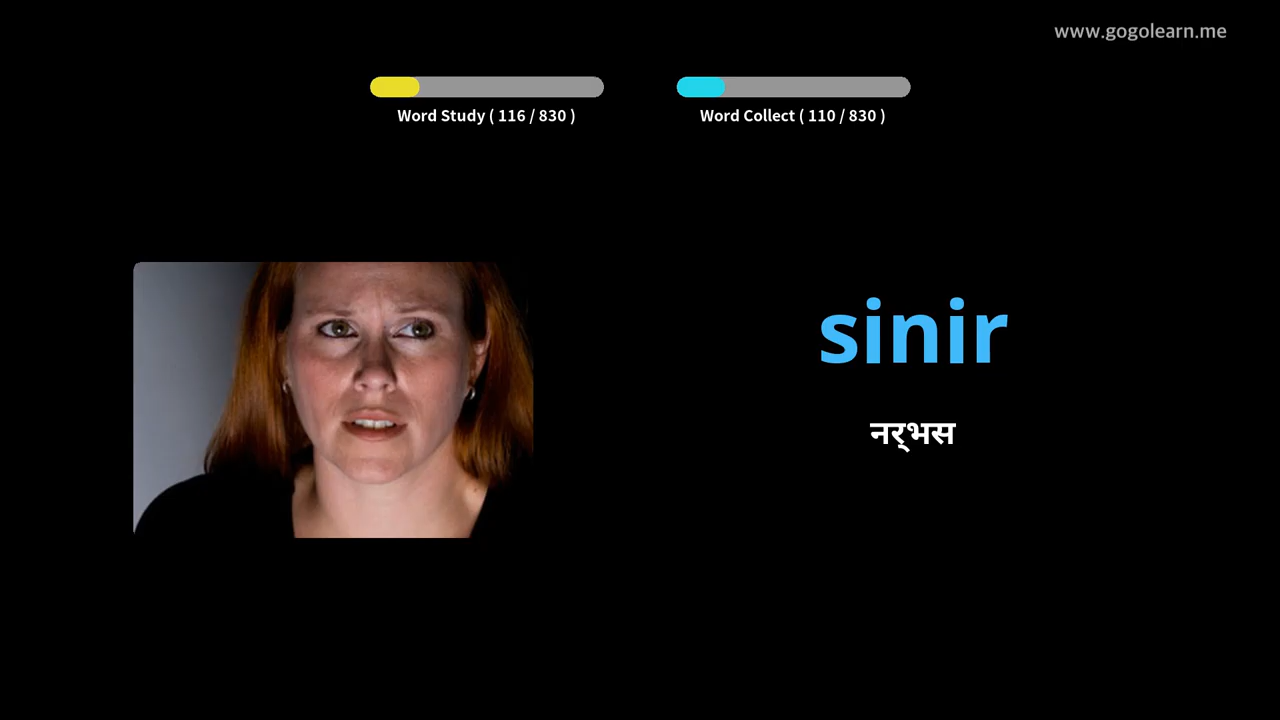 www.gogolearn.me
Word Study ( 116 / 830 )
Word Collect ( 110 / 830 )
sinir
नर्भस